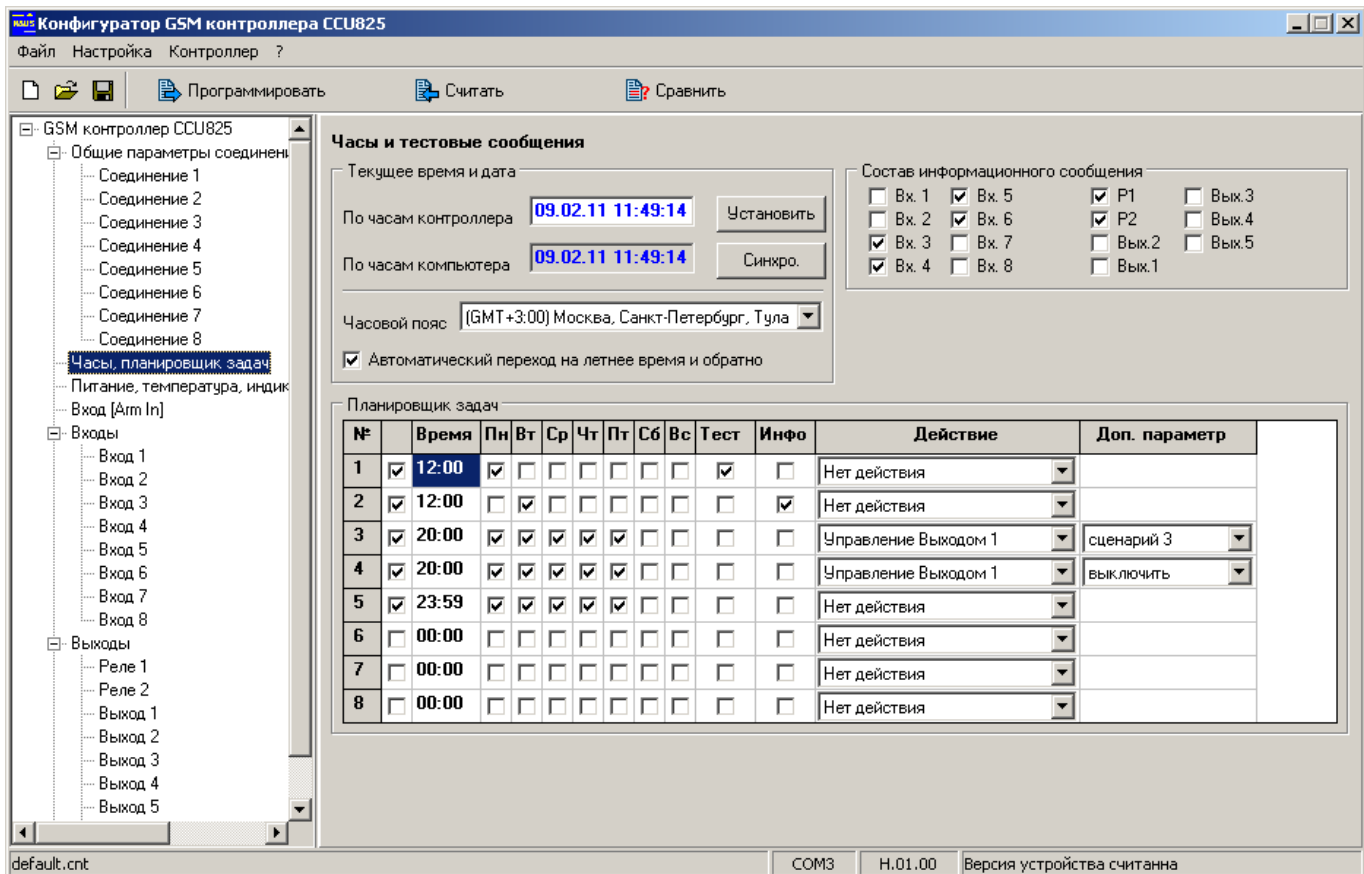 Конфигуратор GSM контроллера CCU825
Файл Настройка Контроллер ?
Программировать Считать Сравнить
GSM контроллер CCU825
Общие параметры соединени
Соединение 1
Соединение 2
Соединение 3
Соединение 4
Соединение 5
Соединение 6
Соединение 7
Соединение 8
Часы, планировщик задач
Питание, температура, индик
Вход [Arm In]
Входы
Вход 1
Вход 2
Вход 3
Вход 4
Вход 5
Вход 6
Вход 7
Вход 8
Выходы
Реле 1
Реле 2
Выход 1
Выход 2
Выход 3
Выход 4
Выход 5
Часы и тестовые сообщения
Текущее время и дата
По часам контроллера 09.02.11 11:49:14 Установить
По часам компьютера 09.02.11 11:49:14 Синхро.
Часовой пояс (GMT+3:00) Москва, Санкт-Петербург, Тула
Автоматический переход на летнее время и обратно
Состав информационного сообщения
Вх. 1 Вх. 5 Р1 Вых.3
Вх. 2 Вх. 6 Р2 Вых.4
Вх. 3 Вх. 7 Вых.2 Вых.5
Вх. 4 Вх. 8 Вых.1
Планировщик задач
№ Время Пн Вт Ср Чт Пт Сб Вс Тест Инфо Действие Доп. параметр
1 12:00 Нет действия
2 12:00 Нет действия
3 20:00 Управление Выходом 1 сценарий 3
4 20:00 Управление Выходом 1 выключить
5 23:59 Нет действия
6 00:00 Нет действия
7 00:00 Нет действия
8 00:00 Нет действия
default.cnt COM3 H.01.00 Версия устройства считанна